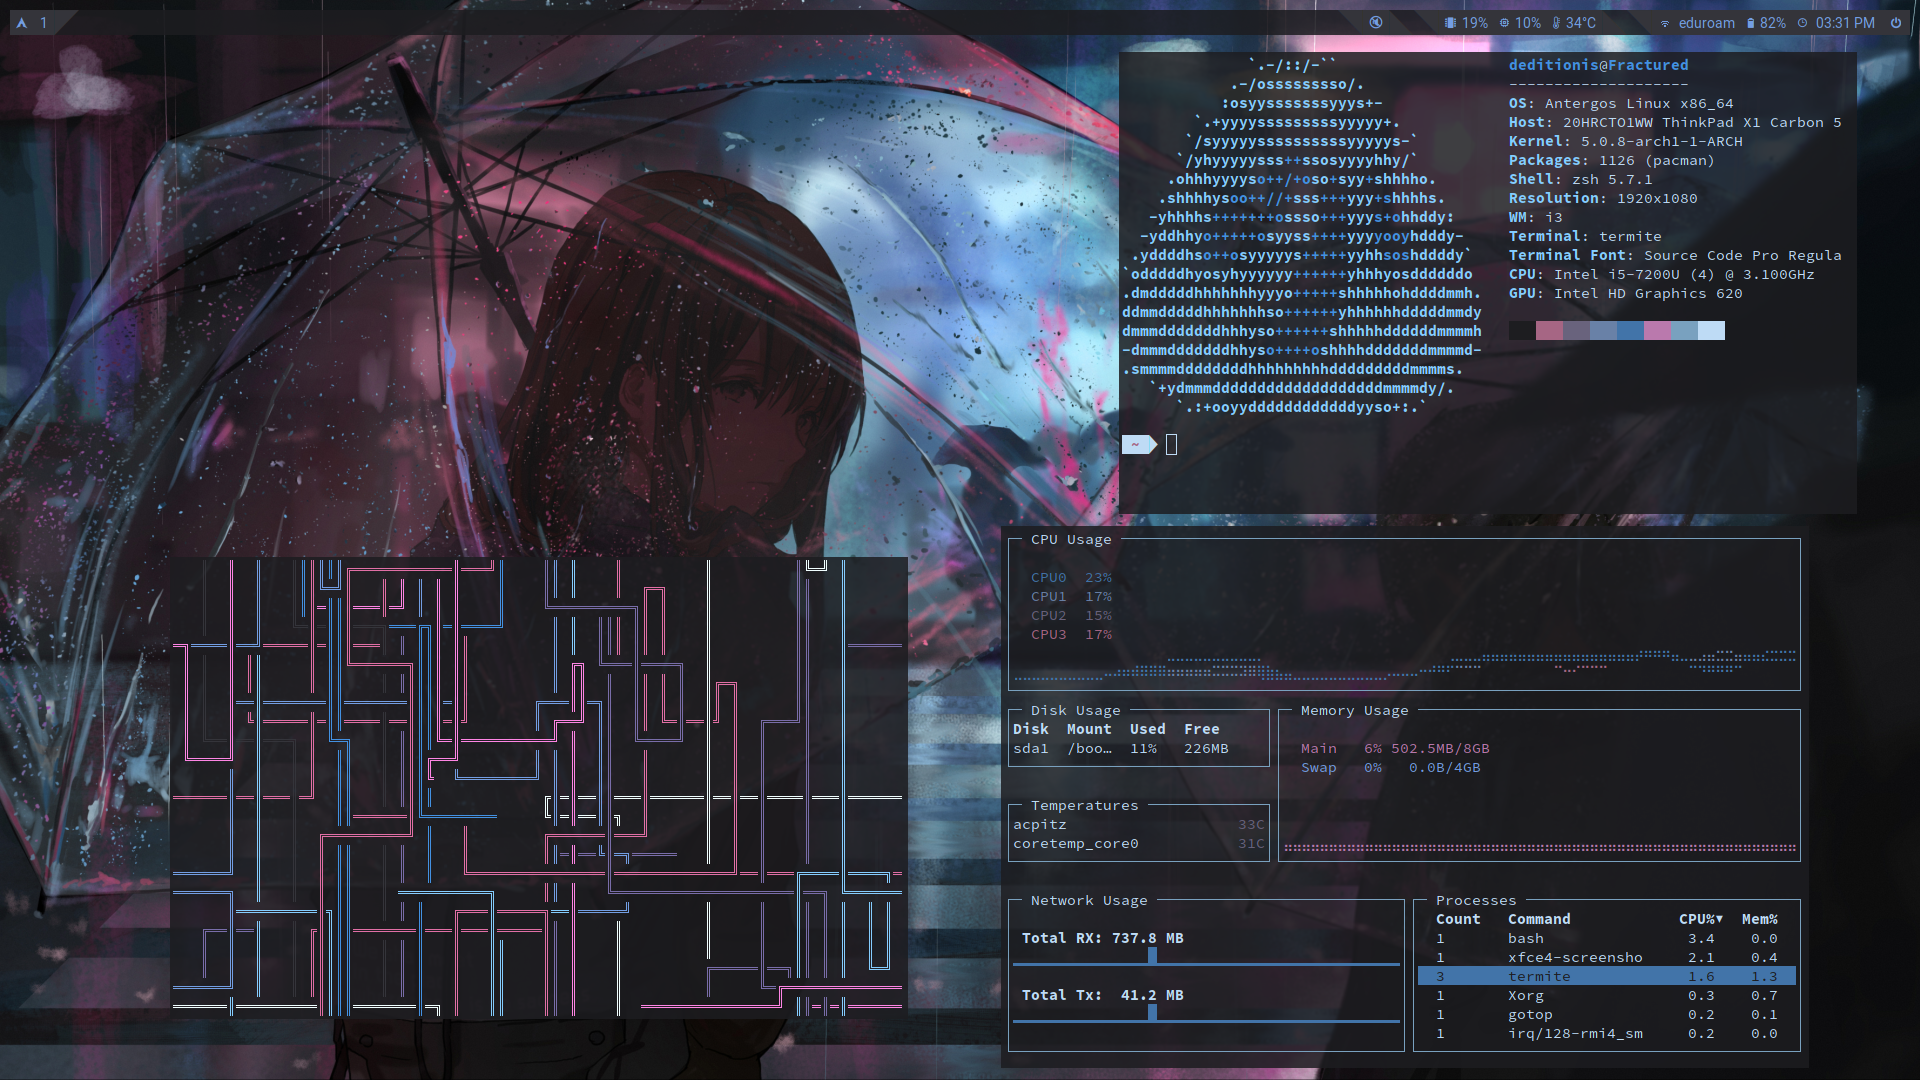 1
19% 10% 34°C eduroam 82% 03:31 PM
`.-/::/-``
.-/osssssssso/.
:osyysssssssyyys+-
`.+yyyysssssssssyyyyy+.
`/syyyyyssssssssssyyyyys-`
`/yhyyyyysss++ssosyyyyhhy/`
.ohhhyyyyso++/+oso+syy+shhhho.
.shhhhysoo++//+sss+++yyy+shhhhs.
-yhhhhs+++++++ossso+++yyys+ohhddy:
-yddhhyo+++++osyyss++++yyyyooyhdddy-
.yddddhso++osyyyyys+++++yyhhsoshddddy`
`odddddhyosyhyyyyyy++++++yhhhyosddddddo
.dmdddddhhhhhhhyyyo+++++shhhhhohddddmmh.
ddmmdddddhhhhhhhso++++++yhhhhhhdddddmmdy
dmmmdddddddhhhyso++++++shhhhhddddddmmmmh
-dmmmdddddddhhyso++++oshhhhdddddddmmmmd-
.smmmmddddddddhhhhhhhhhdddddddddmmmms.
`+ydmmmdddddddddddddddddddmmmmdy/.
`.:+ooyyddddddddddddyyso+:.`
deditionis@Fractured
--------------------
OS: Antergos Linux x86_64
Host: 20HRCTO1WW ThinkPad X1 Carbon 5
Kernel: 5.0.8-arch1-1-ARCH
Packages: 1126 (pacman)
Shell: zsh 5.7.1
Resolution: 1920x1080
WM: i3
Terminal: termite
Terminal Font: Source Code Pro Regula
CPU: Intel i5-7200U (4) @ 3.100GHz
GPU: Intel HD Graphics 620
~
CPU Usage
CPU0 23%
CPU1 17%
CPU2 15%
CPU3 17%
Disk Usage
Disk Mount Used Free
sda1 /boo… 11% 226MB
Memory Usage
Main 6% 502.5MB/8GB
Swap 0% 0.0B/4GB
Temperatures
acpitz 33C
coretemp_core0 31C
Network Usage
Total RX: 737.8 MB
Total Tx: 41.2 MB
Processes
Count Command CPU%▼ Mem%
1 bash 3.4 0.0
1 xfce4-screensho 2.1 0.4
3 termite 1.6 1.3
1 Xorg 0.3 0.7
1 gotop 0.2 0.1
1 irq/128-rmi4_sm 0.2 0.0